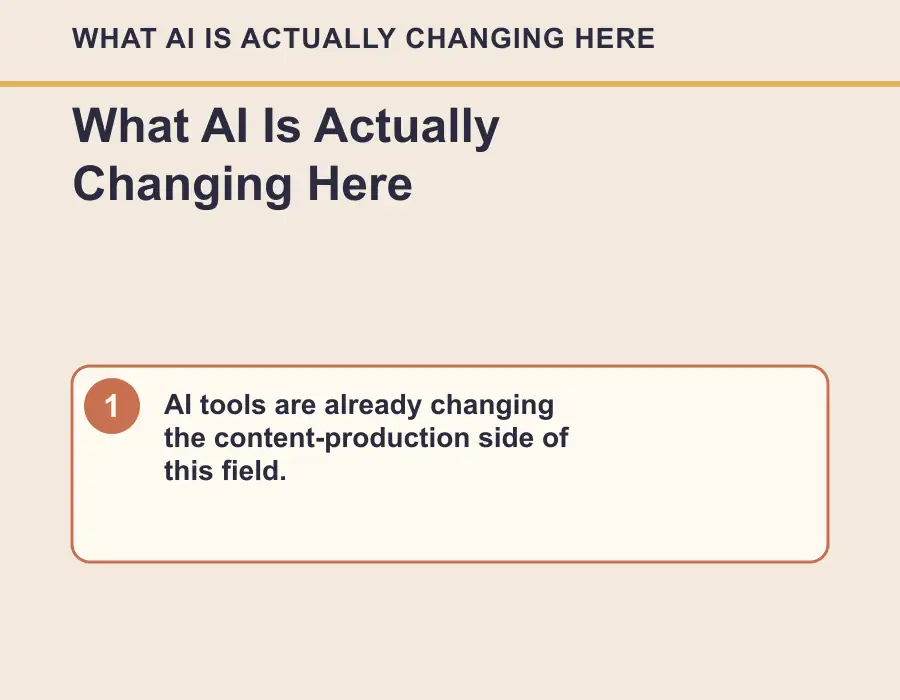 WHAT AI IS ACTUALLY CHANGING HERE
What AI Is Actually
Changing Here
1
AI tools are already changing
the content-production side of
this field.